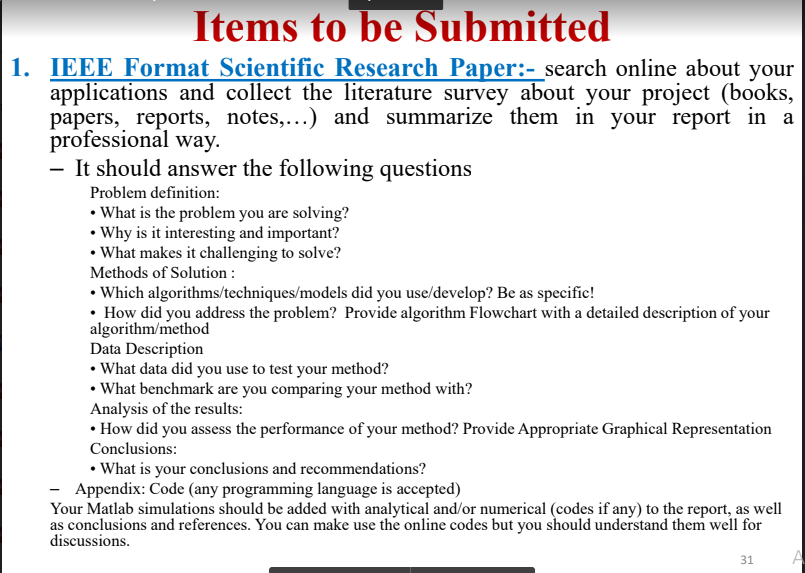 Items to be Submitted
1. IEEE Format Scientific Research Paper:- search online about your
applications and collect the literature survey about your project (books,
papers, reports, notes,…) and summarize them in your report in a
professional way.
– It should answer the following questions
Problem definition:
• What is the problem you are solving?
• Why is it interesting and important?
• What makes it challenging to solve?
Methods of Solution :
• Which algorithms/techniques/models did you use/develop? Be as specific!
• How did you address the problem? Provide algorithm Flowchart with a detailed description of your
algorithm/method
Data Description
• What data did you use to test your method?
• What benchmark are you comparing your method with?
Analysis of the results:
• How did you assess the performance of your method? Provide Appropriate Graphical Representation
Conclusions:
• What is your conclusions and recommendations?
– Appendix: Code (any programming language is accepted)
Your Matlab simulations should be added with analytical and/or numerical (codes if any) to the report, as well
as conclusions and references. You can make use the online codes but you should understand them well for
discussions.
31
A